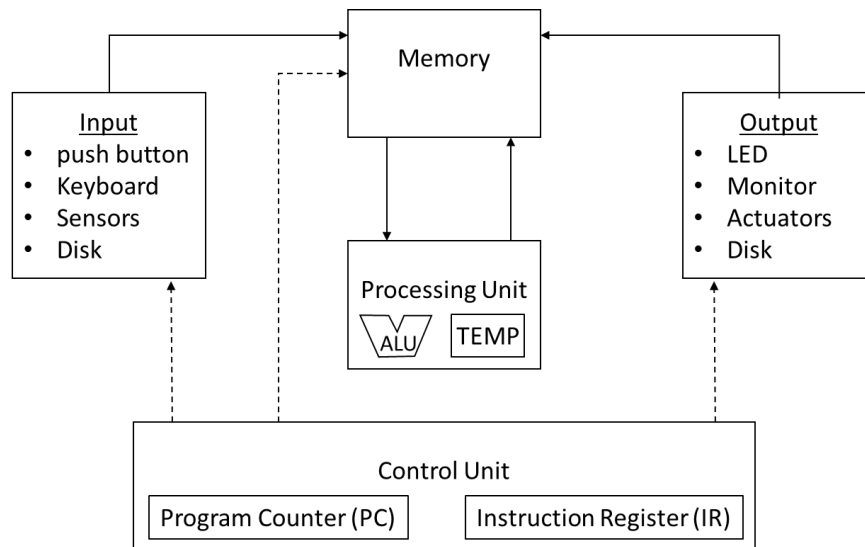 Memory
Input
• push button
• Keyboard
• Sensors
• Disk
Output
• LED
• Monitor
• Actuators
• Disk
Processing Unit
ALU
TEMP
Control Unit
Program Counter (PC)
Instruction Register (IR)